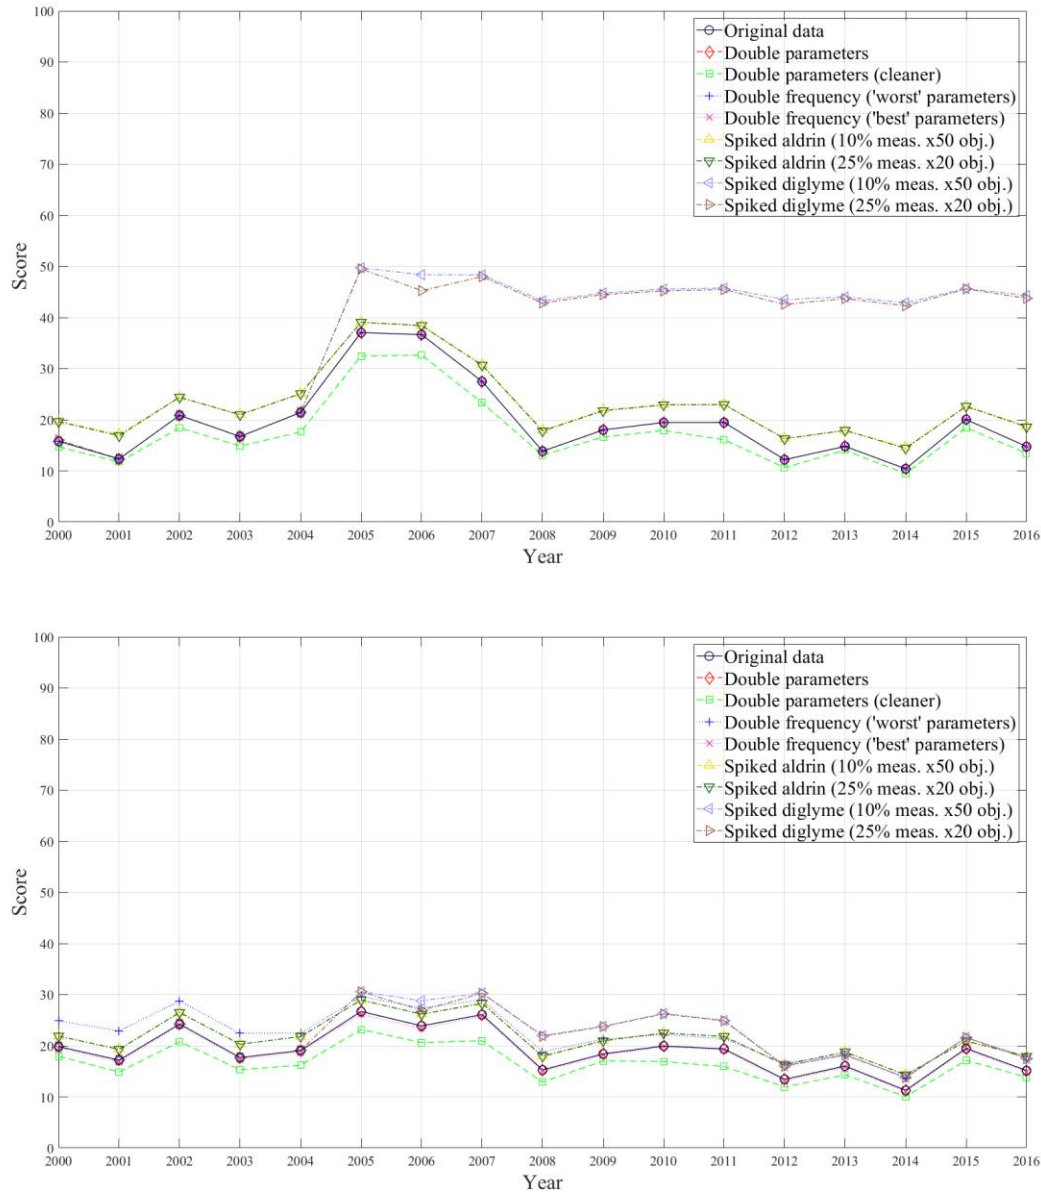 100
90
80
70
60
50
40
30
20
10
0
Score
Original data
Double parameters
Double parameters (cleaner)
Double frequency ('worst' parameters)
Double frequency ('best' parameters)
Spiked aldrin (10% meas. x50 obj.)
Spiked aldrin (25% meas. x20 obj.)
Spiked diglyme (10% meas. x50 obj.)
Spiked diglyme (25% meas. x20 obj.)
2000 2001 2002 2003 2004 2005 2006 2007 2008 2009 2010 2011 2012 2013 2014 2015 2016
Year
100
90
80
70
60
50
40
30
20
10
0
Score
Original data
Double parameters
Double parameters (cleaner)
Double frequency ('worst' parameters)
Double frequency ('best' parameters)
Spiked aldrin (10% meas. x50 obj.)
Spiked aldrin (25% meas. x20 obj.)
Spiked diglyme (10% meas. x50 obj.)
Spiked diglyme (25% meas. x20 obj.)
2000 2001 2002 2003 2004 2005 2006 2007 2008 2009 2010 2011 2012 2013 2014 2015 2016
Year